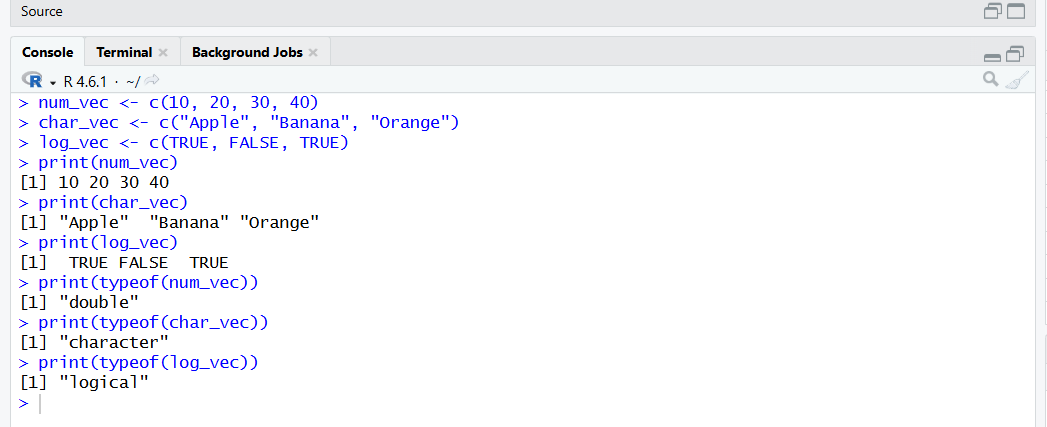 Source
Console Terminal Background Jobs
R R 4.6.1 · ~/
> num_vec <- c(10, 20, 30, 40)
> char_vec <- c("Apple", "Banana", "Orange")
> log_vec <- c(TRUE, FALSE, TRUE)
> print(num_vec)
[1] 10 20 30 40
> print(char_vec)
[1] "Apple"  "Banana" "Orange"
> print(log_vec)
[1]  TRUE FALSE  TRUE
> print(typeof(num_vec))
[1] "double"
> print(typeof(char_vec))
[1] "character"
> print(typeof(log_vec))
[1] "logical"
>